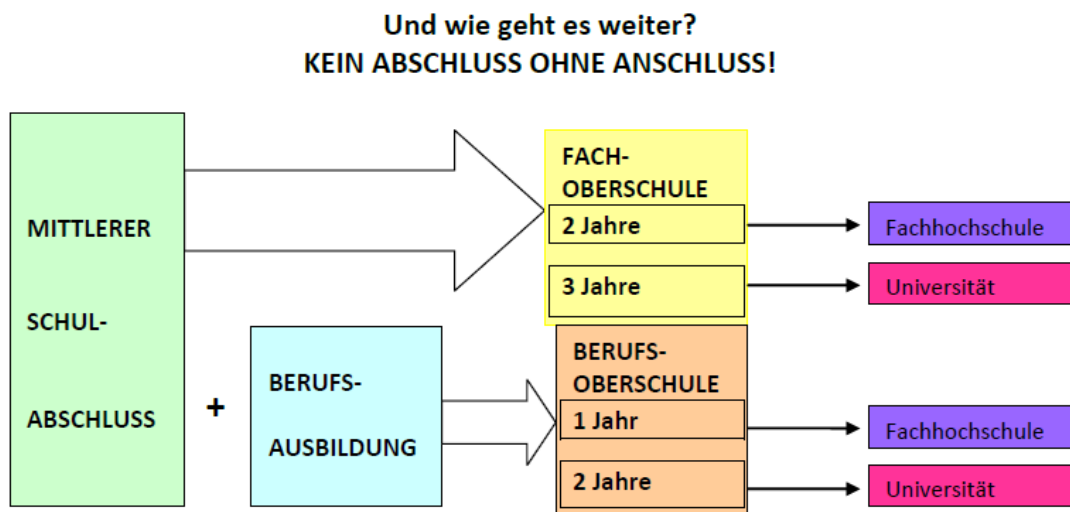 Und wie geht es weiter?
KEIN ABSCHLUSS OHNE ANSCHLUSS!
MITTLERER
SCHUL-
ABSCHLUSS
+
BERUFS-
AUSBILDUNG
FACH-
OBERSCHULE
2 Jahre
3 Jahre
Fachhochschule
Universität
BERUFS-
OBERSCHULE
1 Jahr
2 Jahre
Fachhochschule
Universität